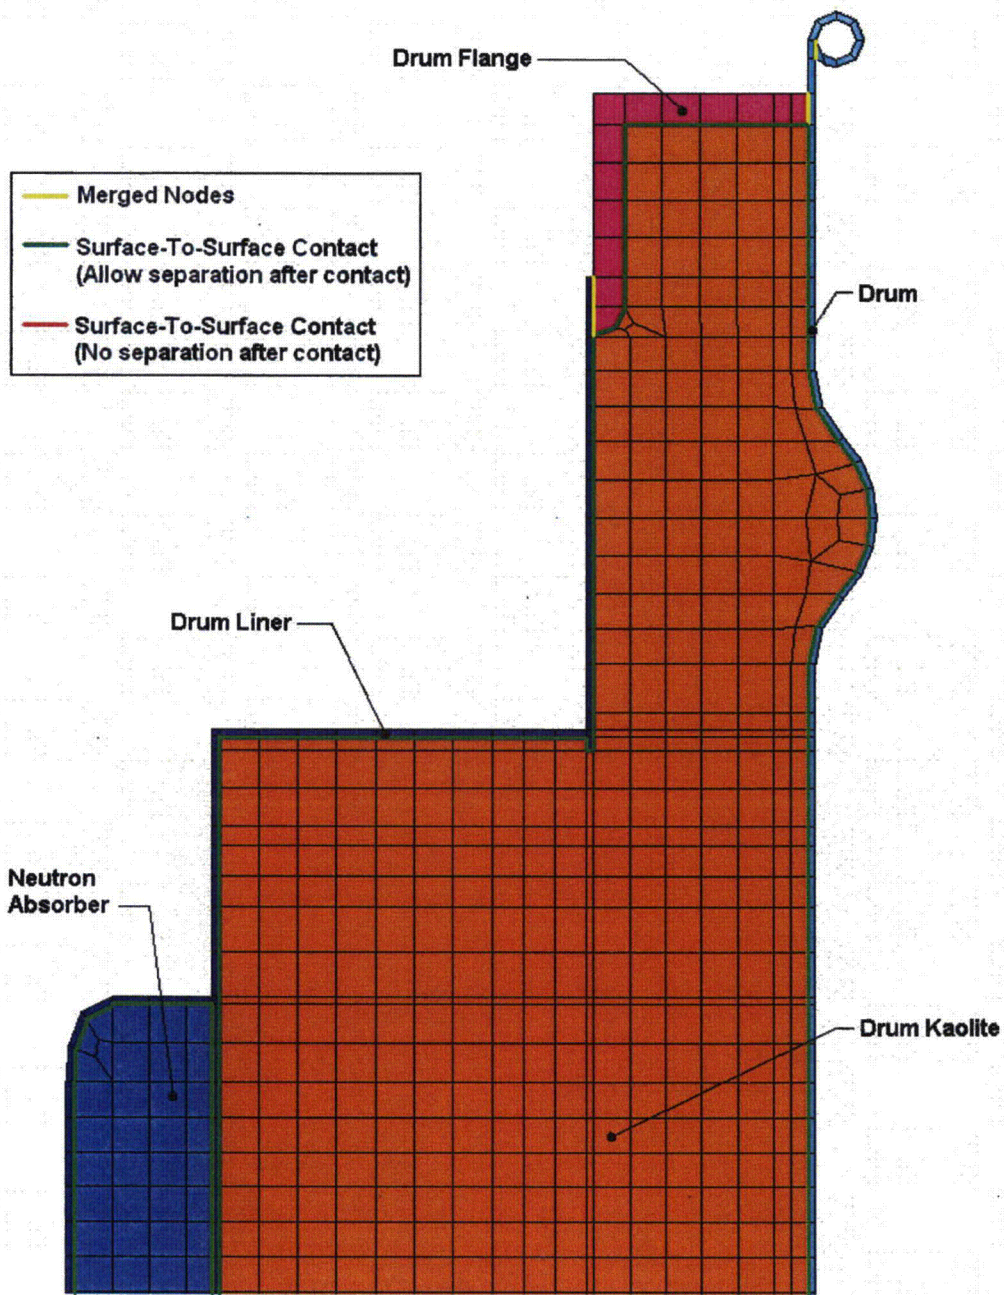 Drum Flange
Merged Nodes
Surface-To-Surface Contact
(Allow separation after contact)
Surface-To-Surface Contact
(No separation after contact)
Drum
Drum Liner
Neutron
Absorber
Drum Kaolite